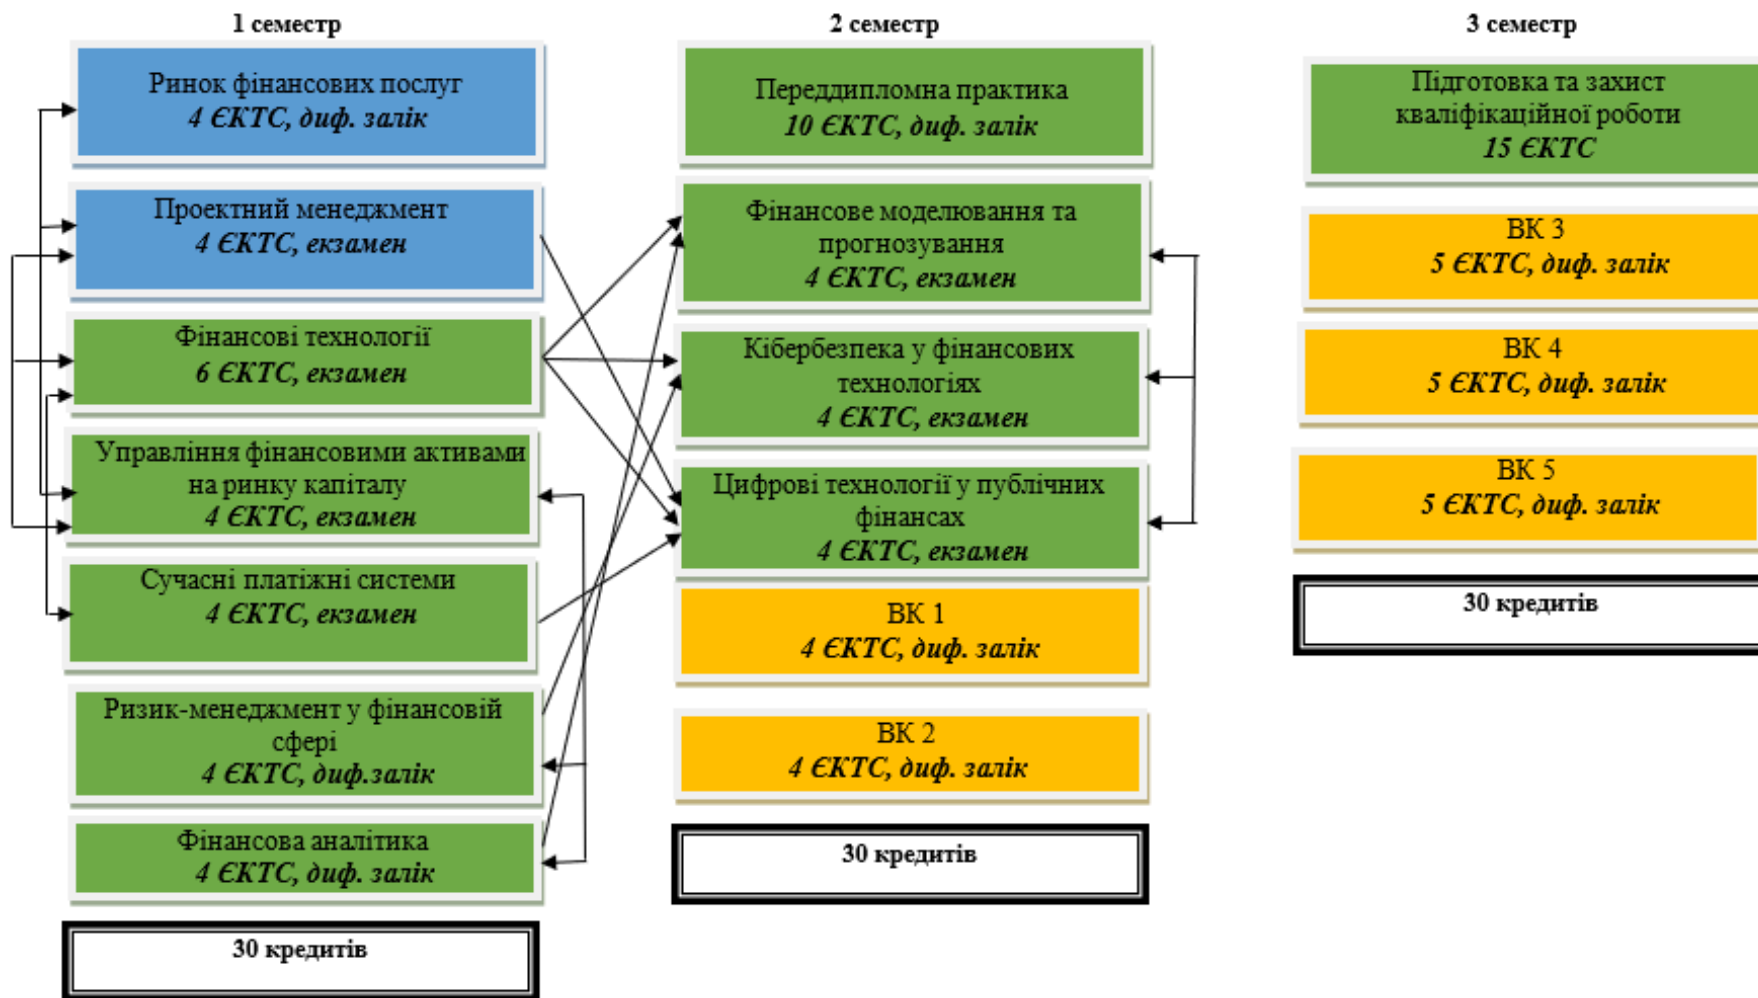 1 семестр
Ринок фінансових послуг
4 ЄКТС, диф. залік
Проектний менеджмент
4 ЄКТС, екзамен
Фінансові технології
6 ЄКТС, екзамен
Управління фінансовими активами
на ринку капіталу
4 ЄКТС, екзамен
Сучасні платіжні системи
4 ЄКТС, екзамен
Ризик-менеджмент у фінансовій
сфері
4 ЄКТС, диф.залік
Фінансова аналітика
4 ЄКТС, диф. залік
30 кредитів
2 семестр
Переддипломна практика
10 ЄКТС, диф. залік
Фінансове моделювання та
прогнозування
4 ЄКТС, екзамен
Кібербезпека у фінансових
технологіях
4 ЄКТС, екзамен
Цифрові технології у публічних
фінансах
4 ЄКТС, екзамен
ВК 1
4 ЄКТС, диф. залік
ВК 2
4 ЄКТС, диф. залік
30 кредитів
3 семестр
Підготовка та захист
кваліфікаційної роботи
15 ЄКТС
ВК 3
5 ЄКТС, диф. залік
ВК 4
5 ЄКТС, диф. залік
ВК 5
5 ЄКТС, диф. залік
30 кредитів